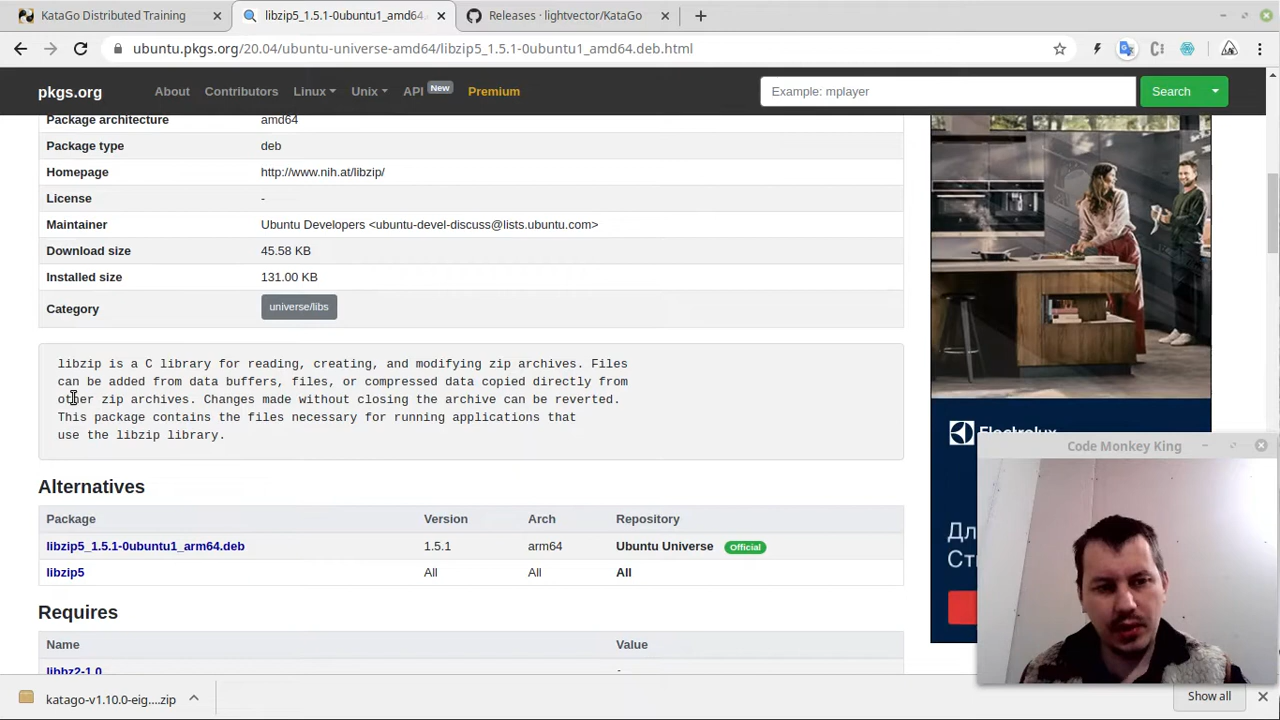 KataGo Distributed Training
libzip5_1.5.1-0ubuntu1_amd64.
Releases · lightvector/KataGo
ubuntu.pkgs.org/20.04/ubuntu-universe-amd64/libzip5_1.5.1-0ubuntu1_amd64.deb.html
pkgs.org About Contributors Linux Unix API New Premium Example: mplayer Search
Package architecture amd64
Package type deb
Homepage http://www.nih.at/libzip/
License -
Maintainer Ubuntu Developers <ubuntu-devel-discuss@lists.ubuntu.com>
Download size 45.58 KB
Installed size 131.00 KB
Category universe/libs
libzip is a C library for reading, creating, and modifying zip archives. Files
can be added from data buffers, files, or compressed data copied directly from
other zip archives. Changes made without closing the archive can be reverted.
This package contains the files necessary for running applications that
use the libzip library.
Electrolux
Code Monkey King
Alternatives
Package Version Arch Repository
libzip5_1.5.1-0ubuntu1_arm64.deb 1.5.1 arm64 Ubuntu Universe Official
libzip5 All All All
Requires
Name Value
libbz2-1.0 -
katago-v1.10.0-eig....zip
Show all